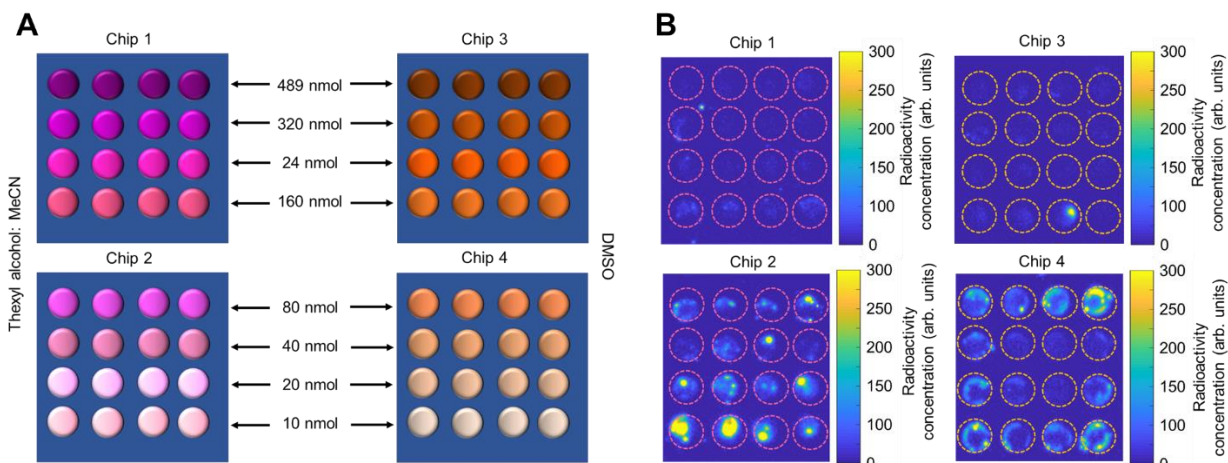 A
B
Chip 1
Chip 3
489 nmol
320 nmol
24 nmol
160 nmol
Chip 2
Chip 4
80 nmol
40 nmol
20 nmol
10 nmol
Thexyl alcohol: MeCN
DMSO
Chip 1
300
250
200
150
100
50
0
Radioactivity
concentration (arb. units)
Chip 3
300
250
200
150
100
50
0
Radioactivity
concentration (arb. units)
Chip 2
300
250
200
150
100
50
0
Radioactivity
concentration (arb. units)
Chip 4
300
250
200
150
100
50
0
Radioactivity
concentration (arb. units)